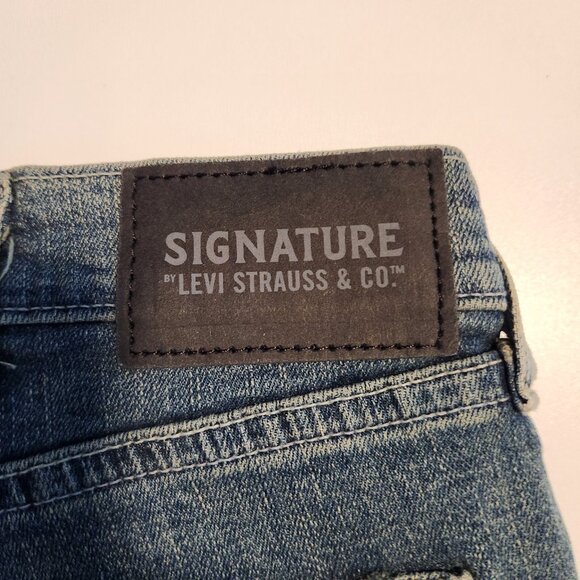 SIGNATURE
BY LEVI STRAUSS & CO.™